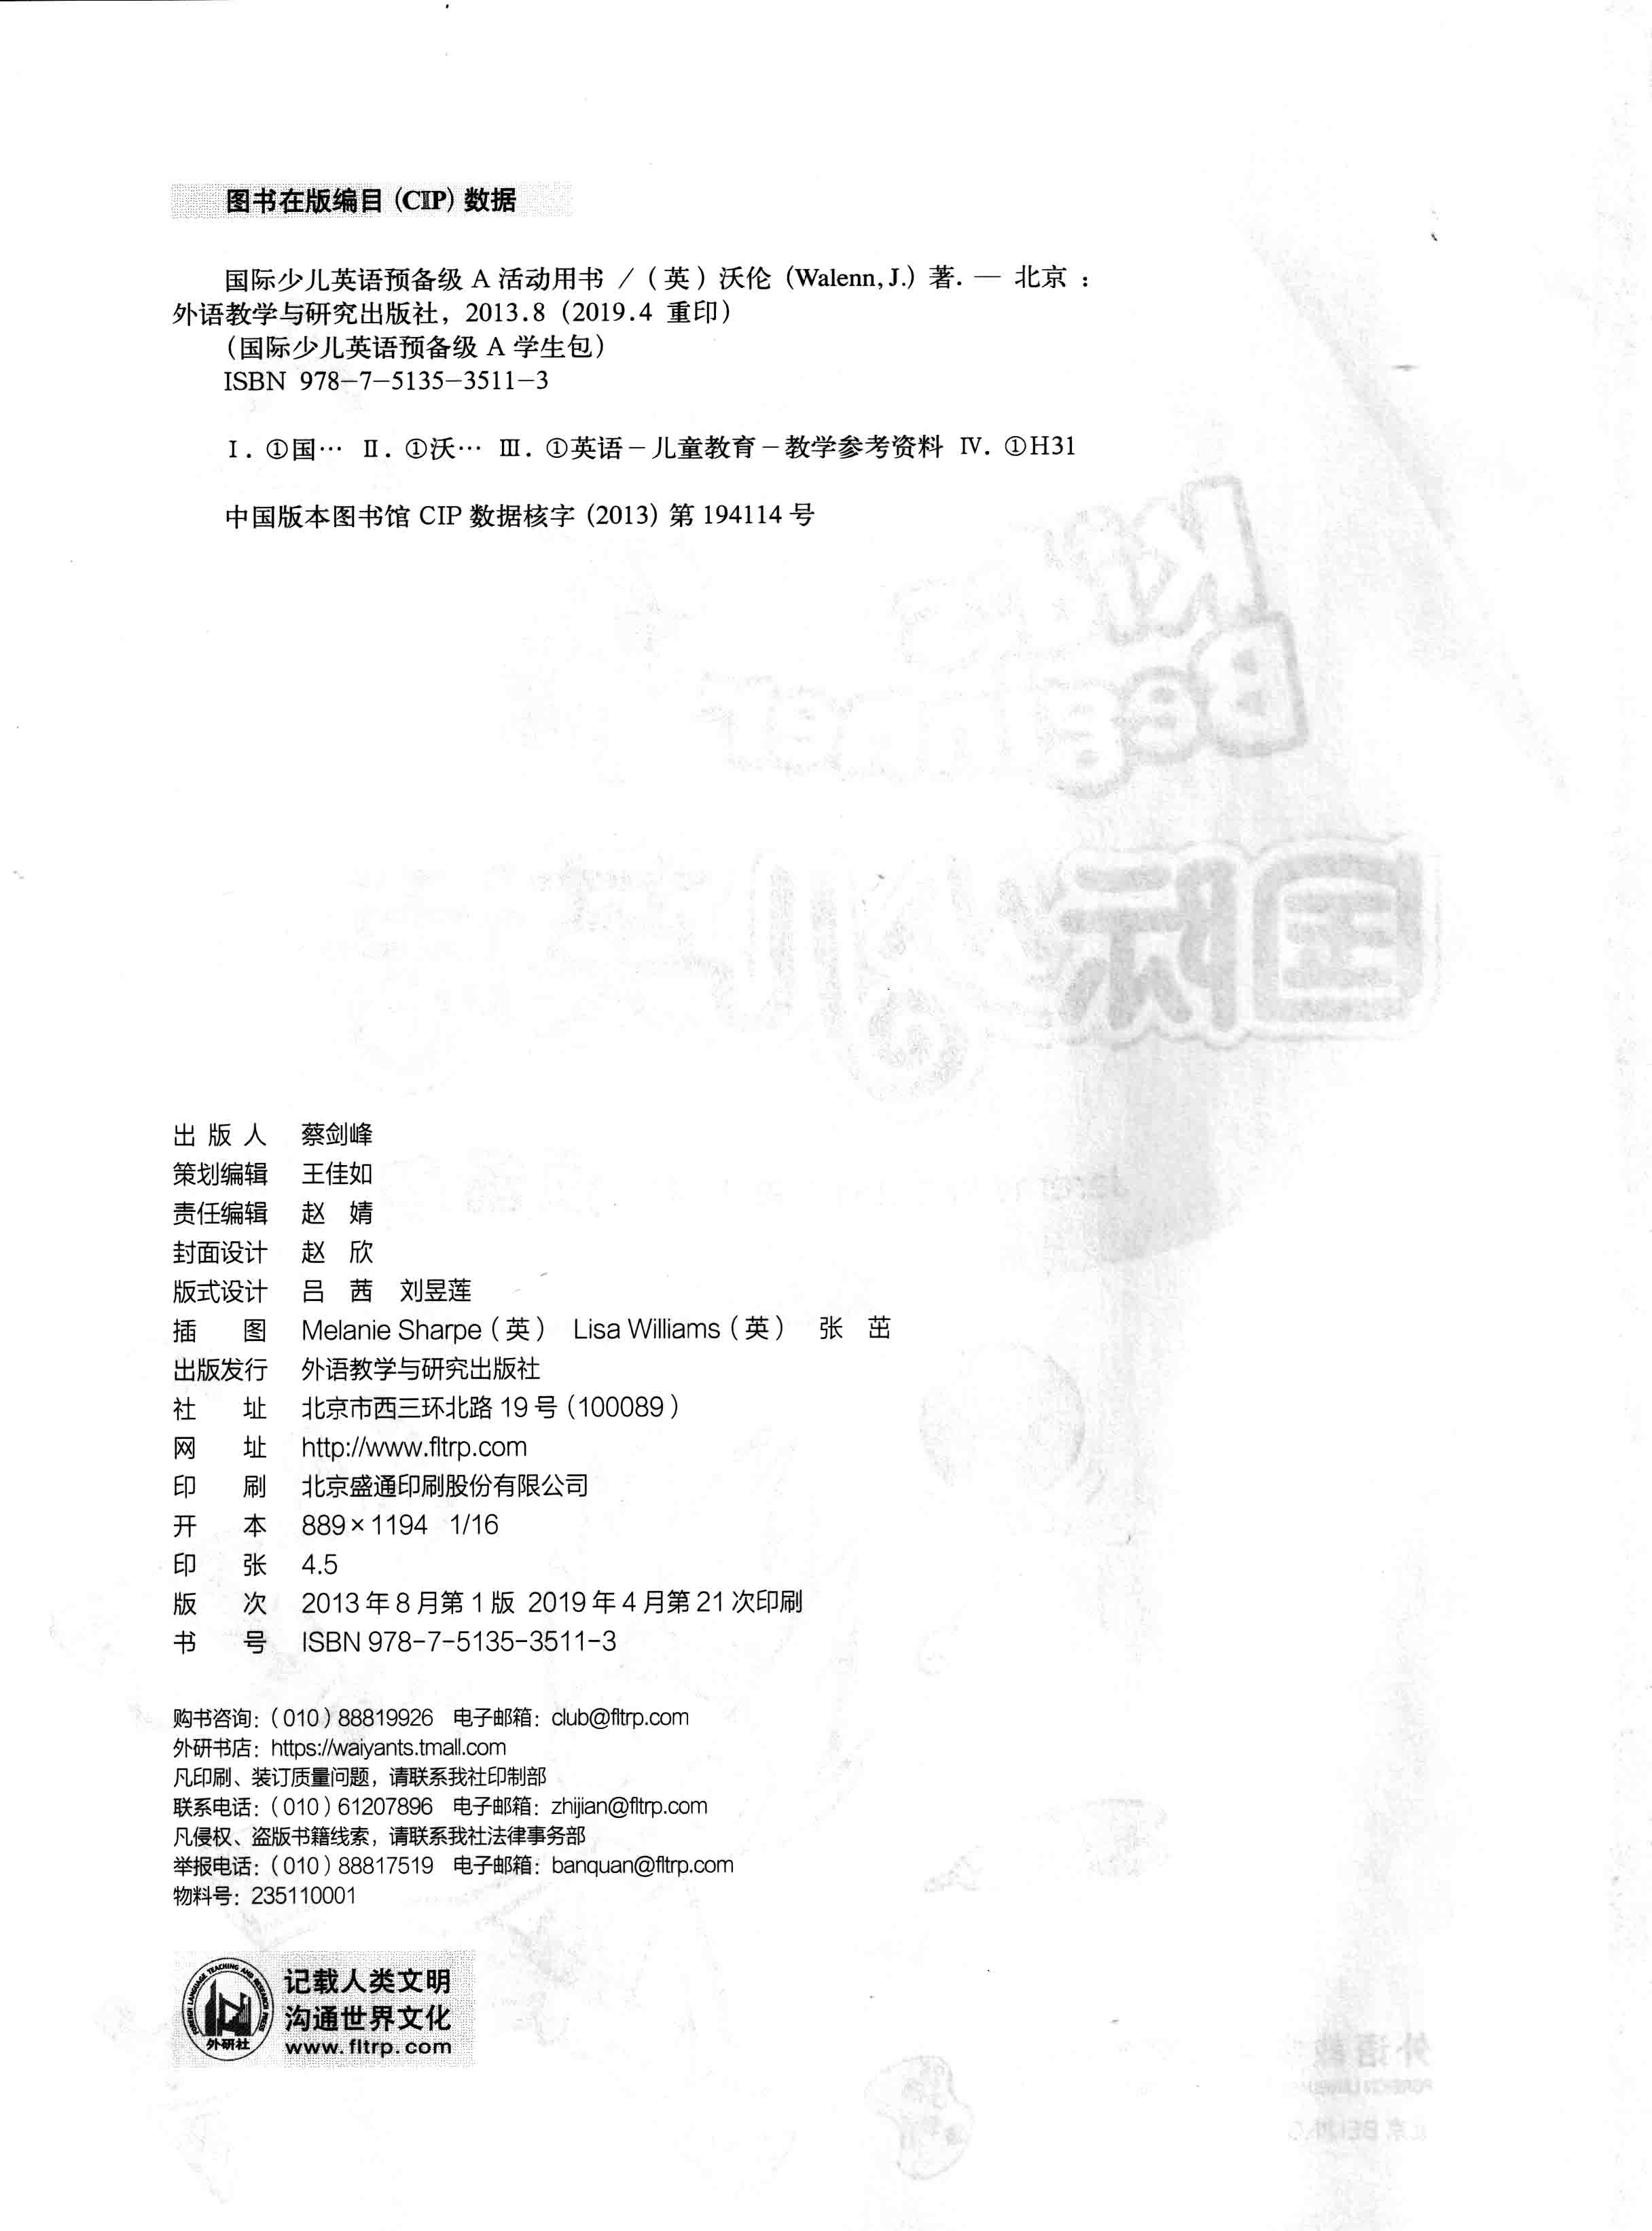 图书在版编目(CIP)数据
国际少儿英语预备级 A 活动用书 /（英）沃伦 (Walenn, J.) 著. — 北京：
外语教学与研究出版社，2013.8（2019.4 重印）
（国际少儿英语预备级 A 学生包）
ISBN 978-7-5135-3511-3
Ⅰ. ①国… Ⅱ. ①沃… Ⅲ. ①英语－儿童教育－教学参考资料 Ⅳ. ①H31
中国版本图书馆 CIP 数据核字 (2013) 第 194114 号
出版人 蔡剑峰
策划编辑 王佳如
责任编辑 赵 婧
封面设计 赵 欣
版式设计 吕 茜 刘昱莲
插图 Melanie Sharpe（英） Lisa Williams（英） 张 茁
出版发行 外语教学与研究出版社
社址 北京市西三环北路 19 号（100089）
网址 http://www.fltrp.com
印刷 北京盛通印刷股份有限公司
开本 889×1194 1/16
印张 4.5
版次 2013 年 8 月第 1 版 2019 年 4 月第 21 次印刷
书号 ISBN 978-7-5135-3511-3
购书咨询：（010）88819926 电子邮箱：club@fltrp.com
外研书店：https://waiyants.tmall.com
凡印刷、装订质量问题，请联系我社印制部
联系电话：（010）61207896 电子邮箱：zhijian@fltrp.com
凡侵权、盗版书籍线索，请联系我社法律事务部
举报电话：（010）88817519 电子邮箱：banquan@fltrp.com
物料号：235110001
FOREIGN LANGUAGE TEACHING AND RESEARCH PRESS
外研社
记载人类文明
沟通世界文化
www.fltrp.com